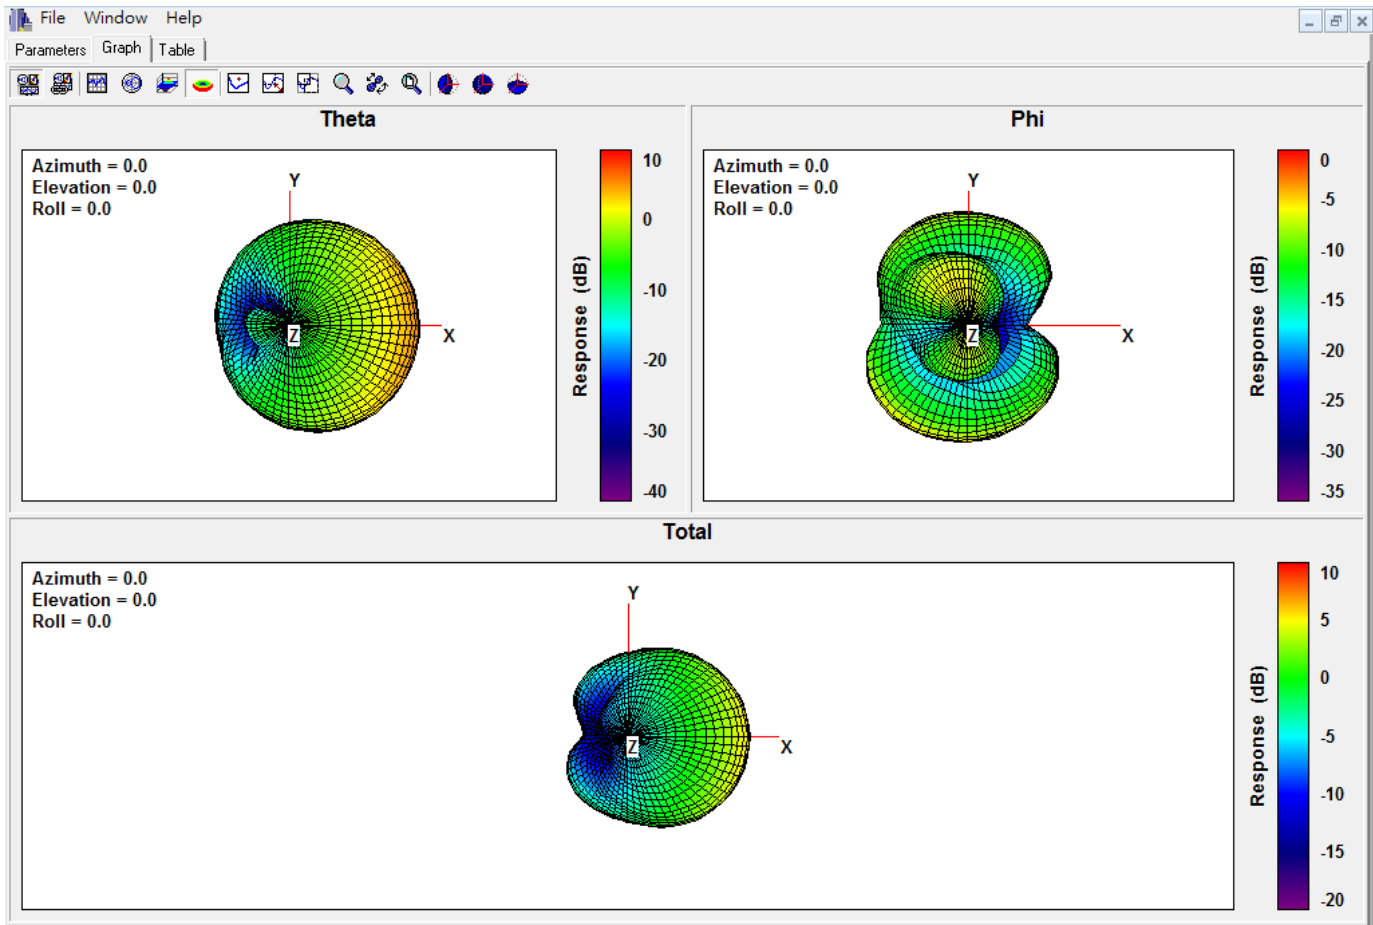 File Window Help
Parameters Graph Table
Theta
Azimuth = 0.0
Elevation = 0.0
Roll = 0.0
Y
X
Z
Response (dB)
10
0
-10
-20
-30
-40
Phi
Azimuth = 0.0
Elevation = 0.0
Roll = 0.0
Y
X
Z
Response (dB)
0
-5
-10
-15
-20
-25
-30
-35
Total
Azimuth = 0.0
Elevation = 0.0
Roll = 0.0
Y
X
Z
Response (dB)
10
5
0
-5
-10
-15
-20